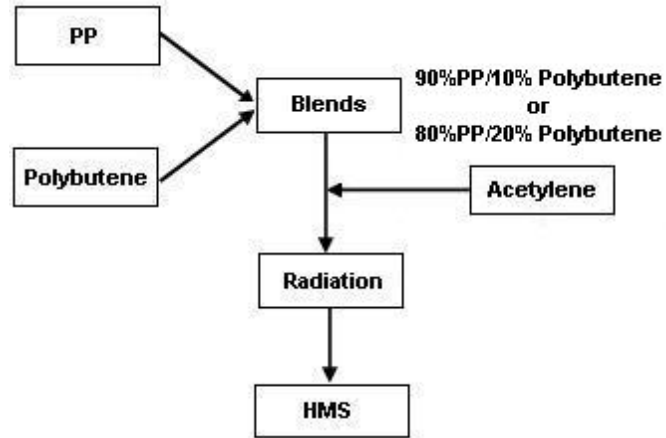 PP
Blends
90%PP/10% Polybutene
or
80%PP/20% Polybutene
Polybutene
Acetylene
Radiation
HMS